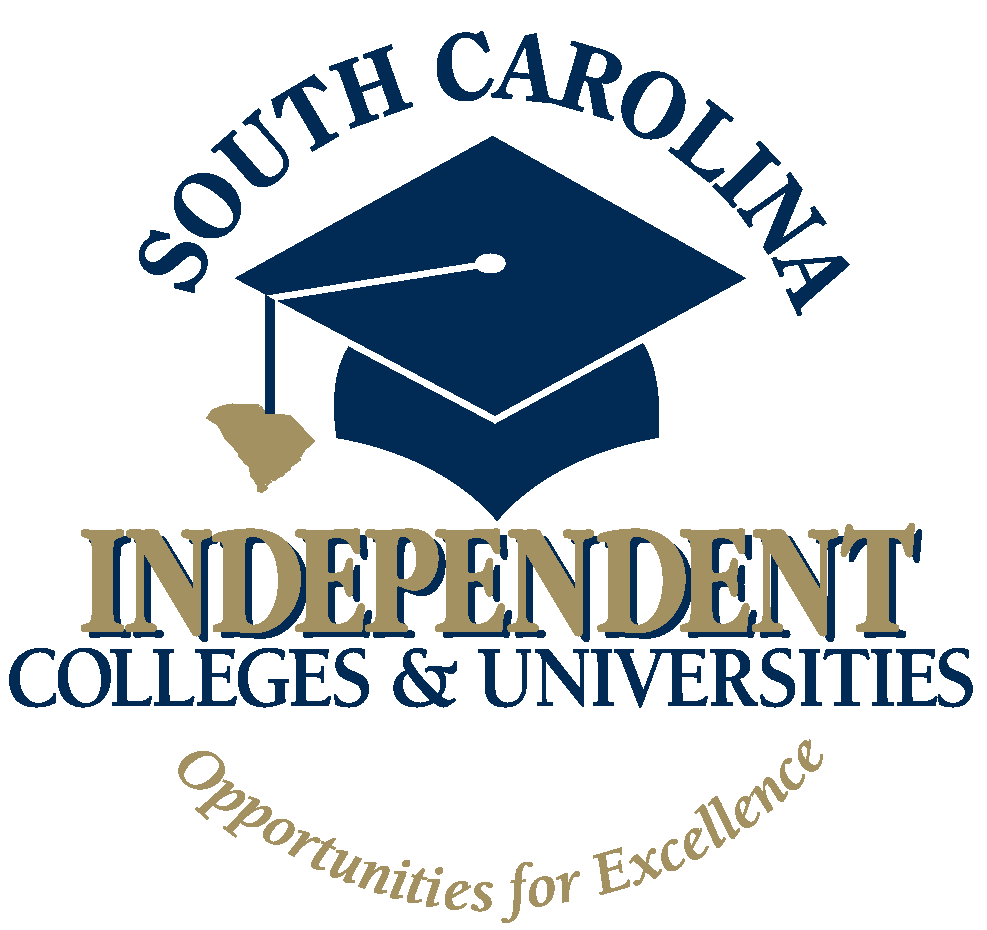 SOUTH CAROLINA
INDEPENDENT
COLLEGES & UNIVERSITIES
Opportunities for Excellence